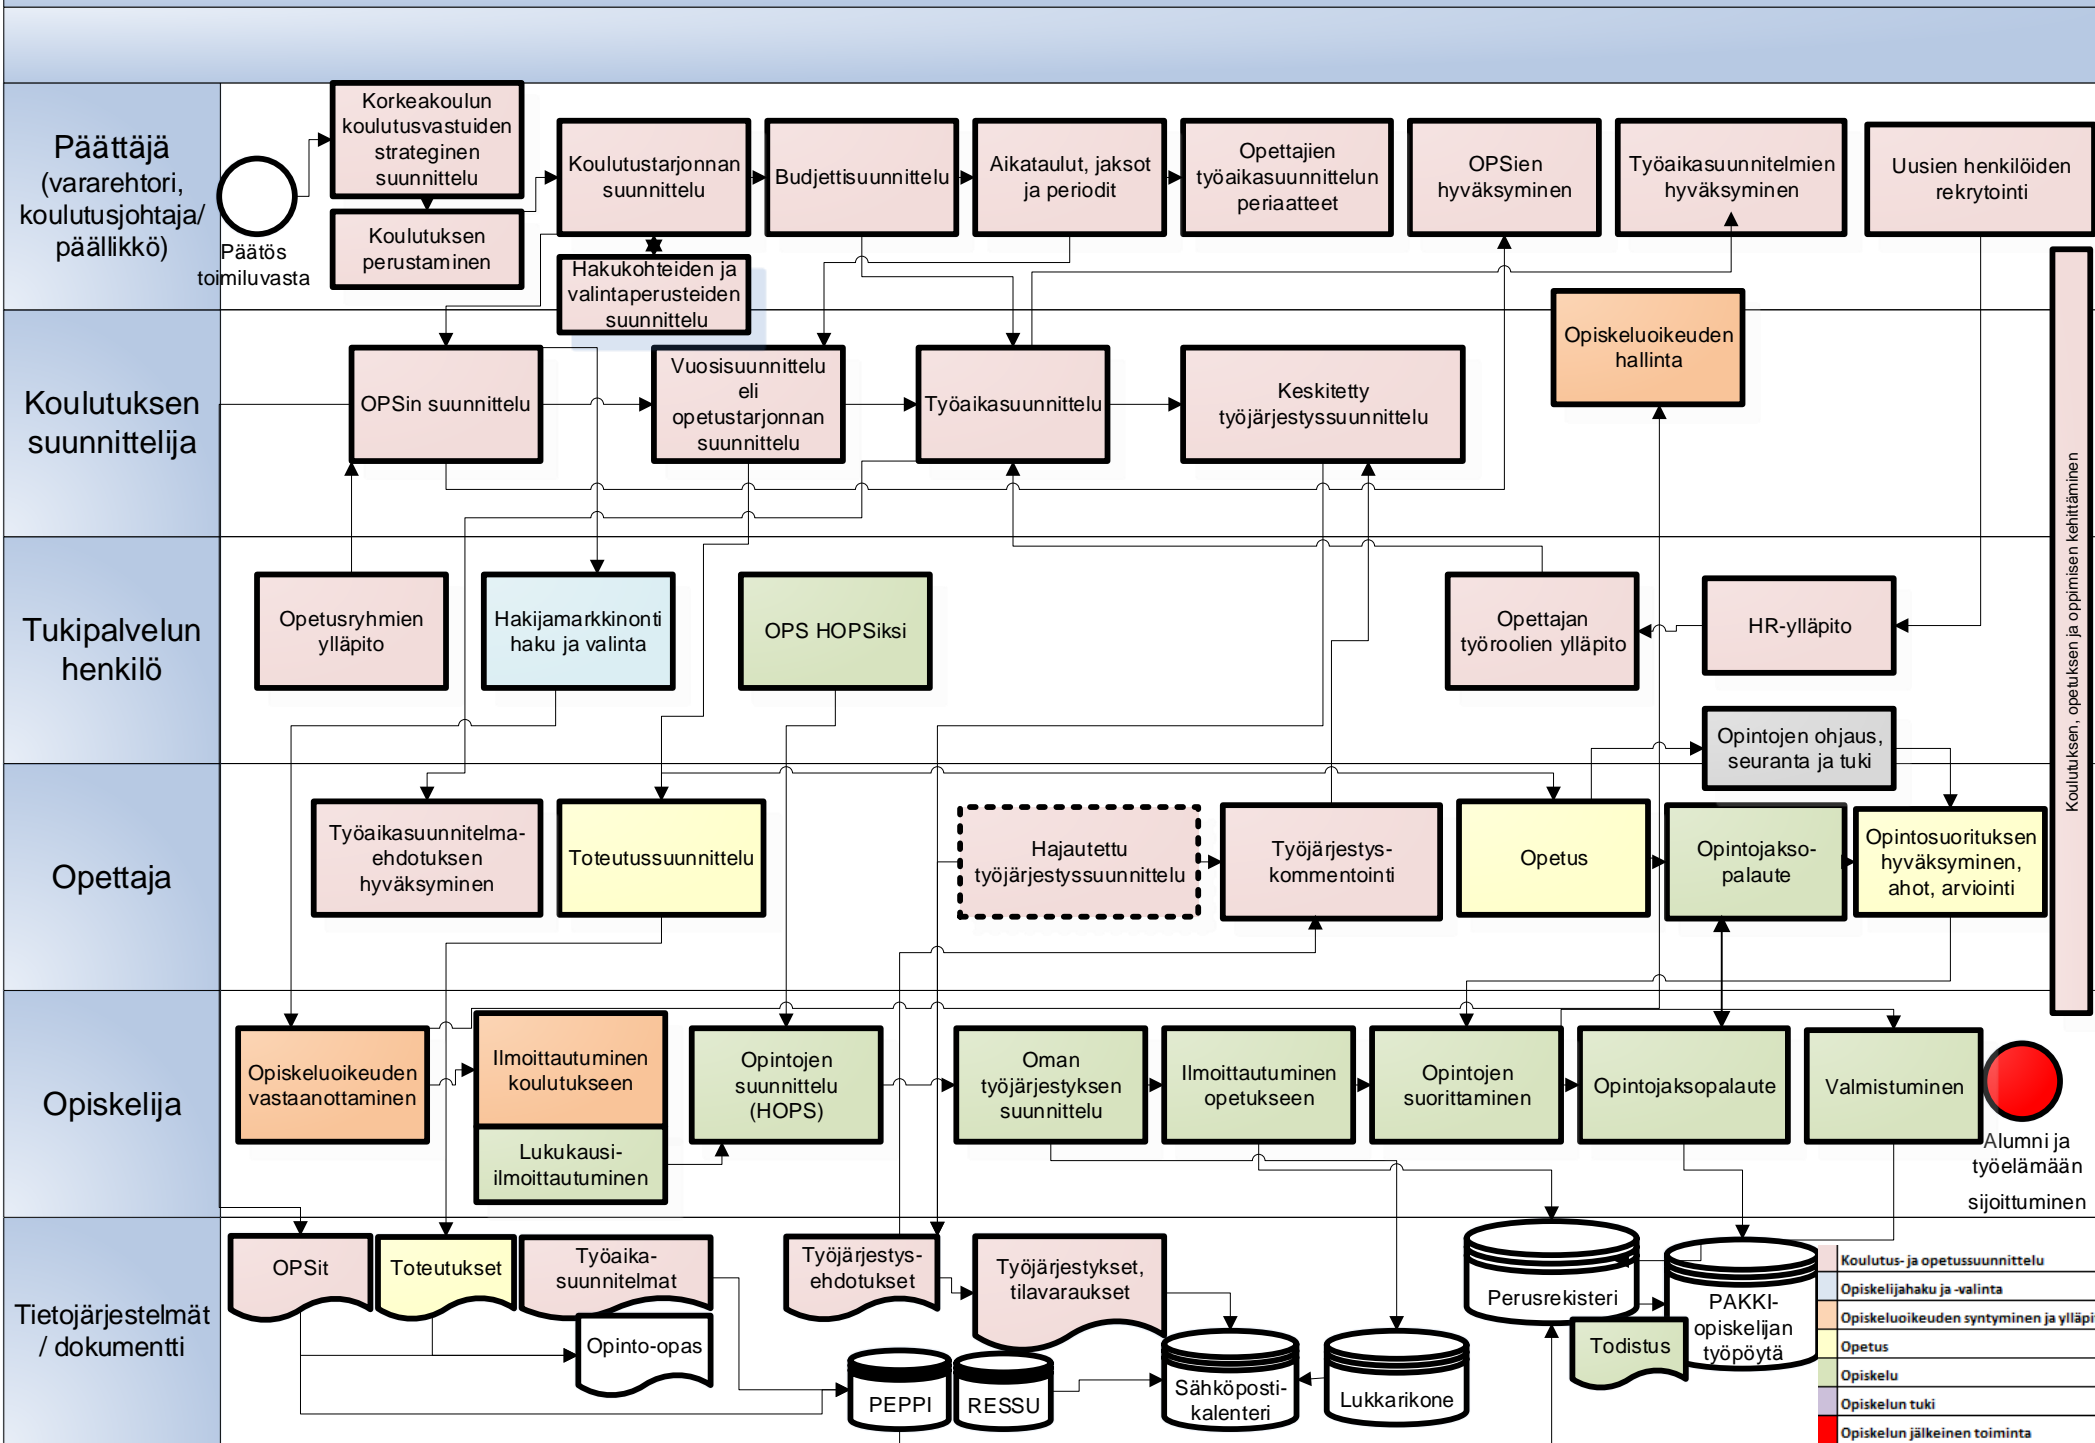 Päättäjä
(vararehtori,
koulutusjohtaja/
päällikkö)
Päätös
toimiluvasta
Korkeakoulun
koulutusvastuiden
strateginen
suunnittelu
Koulutuksen
perustaminen
Koulutustarjonnan
suunnittelu
Hakukohteiden ja
valintaperusteiden
suunnittelu
Budjettisuunnittelu
Aikataulut, jaksot
ja periodit
Opettajien
työaikasuunnittelun
periaatteet
OPSien
hyväksyminen
Työaikasuunnitelmien
hyväksyminen
Uusien henkilöiden
rekrytointi
Koulutuksen, opetuksen ja oppimisen kehittäminen
Koulutuksen
suunnittelija
OPSin suunnittelu
Vuosisuunnittelu
eli
opetustarjonnan
suunnittelu
Työaikasuunnittelu
Keskitetty
työjärjestyssuunnittelu
Opiskeluoikeuden
hallinta
Tukipalvelun
henkilö
Opetusryhmien
ylläpito
Hakijamarkkinonti
haku ja valinta
OPS HOPSiksi
Opettajan
työroolien ylläpito
HR-ylläpito
Opintojen ohjaus,
seuranta ja tuki
Opettaja
Työaikasuunnitelma-
ehdotuksen
hyväksyminen
Toteutussuunnittelu
Hajautettu
työjärjestyssuunnittelu
Työjärjestys-
kommentointi
Opetus
Opintojakso-
palaute
Opintosuorituksen
hyväksyminen,
ahot, arviointi
Opiskelija
Opiskeluoikeuden
vastaanottaminen
Ilmoittautuminen
koulutukseen
Lukukausi-
ilmoittautuminen
Opintojen
suunnittelu
(HOPS)
Oman
työjärjestyksen
suunnittelu
Ilmoittautuminen
opetukseen
Opintojen
suorittaminen
Opintojaksopalaute
Valmistuminen
Alumni ja
työelämään
sijoittuminen
Tietojärjestelmät
/ dokumentti
OPSit
Toteutukset
Työaika-
suunnitelmat
Opinto-opas
Työjärjestys-
ehdotukset
Työjärjestykset,
tilavaraukset
PEPPI
RESSU
Sähköposti-
kalenteri
Lukkarikone
Perusrekisteri
Todistus
PAKKI-
opiskelijan
työpöytä
Koulutus- ja opetussuunnittelu
Opiskelijahaku ja -valinta
Opiskeluoikeuden syntyminen ja ylläpi
Opetus
Opiskelu
Opiskelun tuki
Opiskelun jälkeinen toiminta